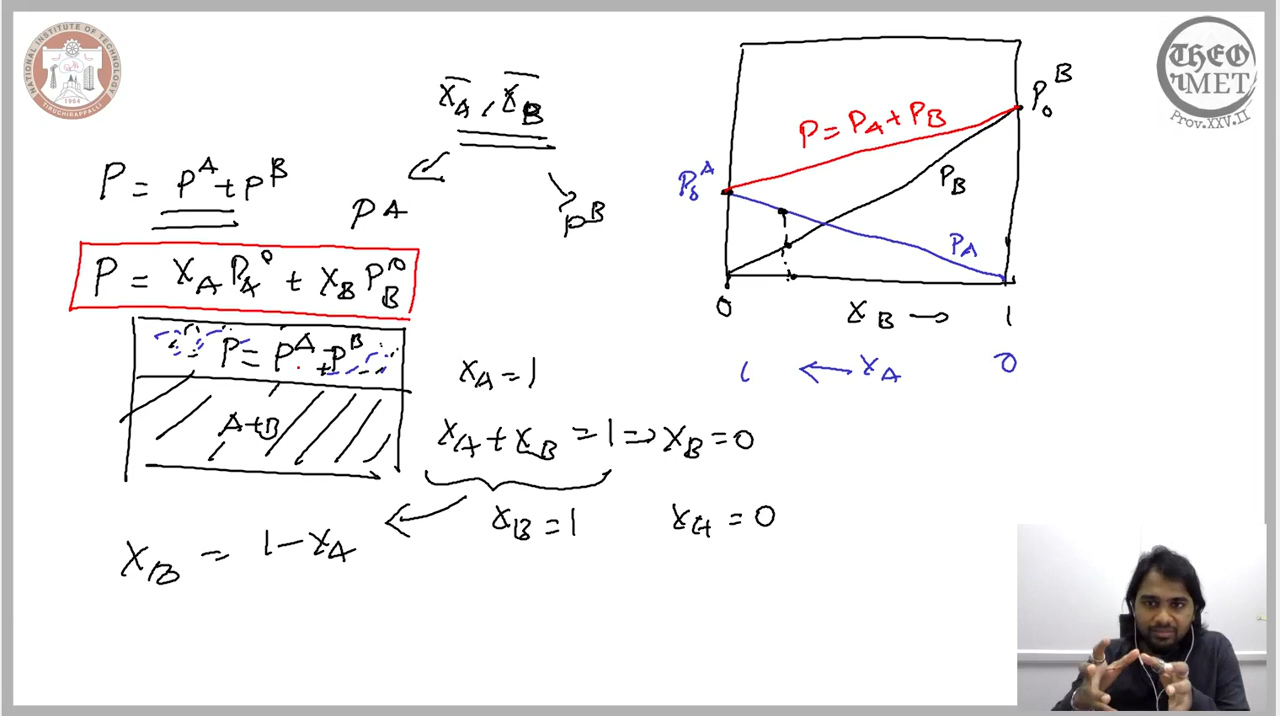 NATIONAL INSTITUTE OF TECHNOLOGY
TIRUCHIRAPPALLI
1964
THEO
MET
Prov.XXV.II
X̅A , X̅B
P = P^A + P^B
PA
P^B
P = X_A P_A^0 + X_B P_B^0
P = P^A + P^B
A+B
X_A = 1
X_A + X_B = 1 ⇒ X_B = 0
X_B = 1
X_A = 0
X_B = 1 - X_A
P_0^B
P = P_A + P_B
P_0^A
P_B
P_A
0
X_B →
1
1
← X_A
0